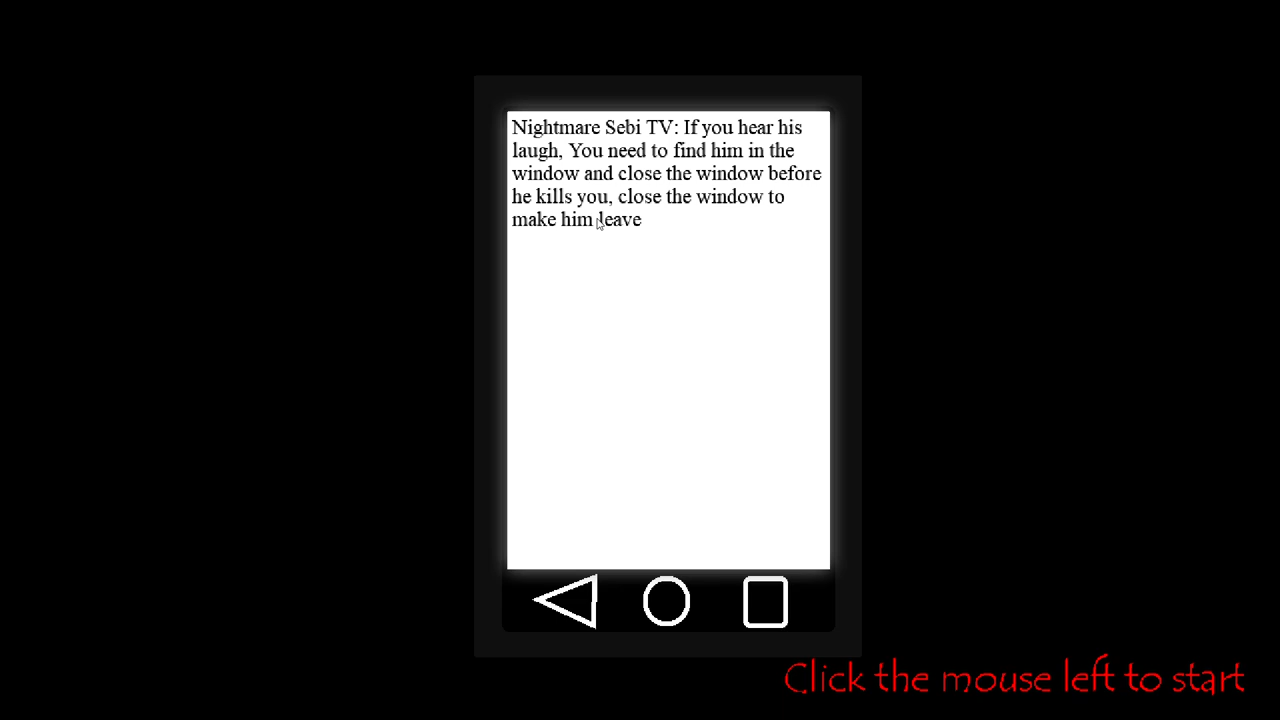 Nightmare Sebi TV: If you hear his
laugh, You need to find him in the
window and close the window before
he kills you, close the window to
make him leave
Click the mouse left to start